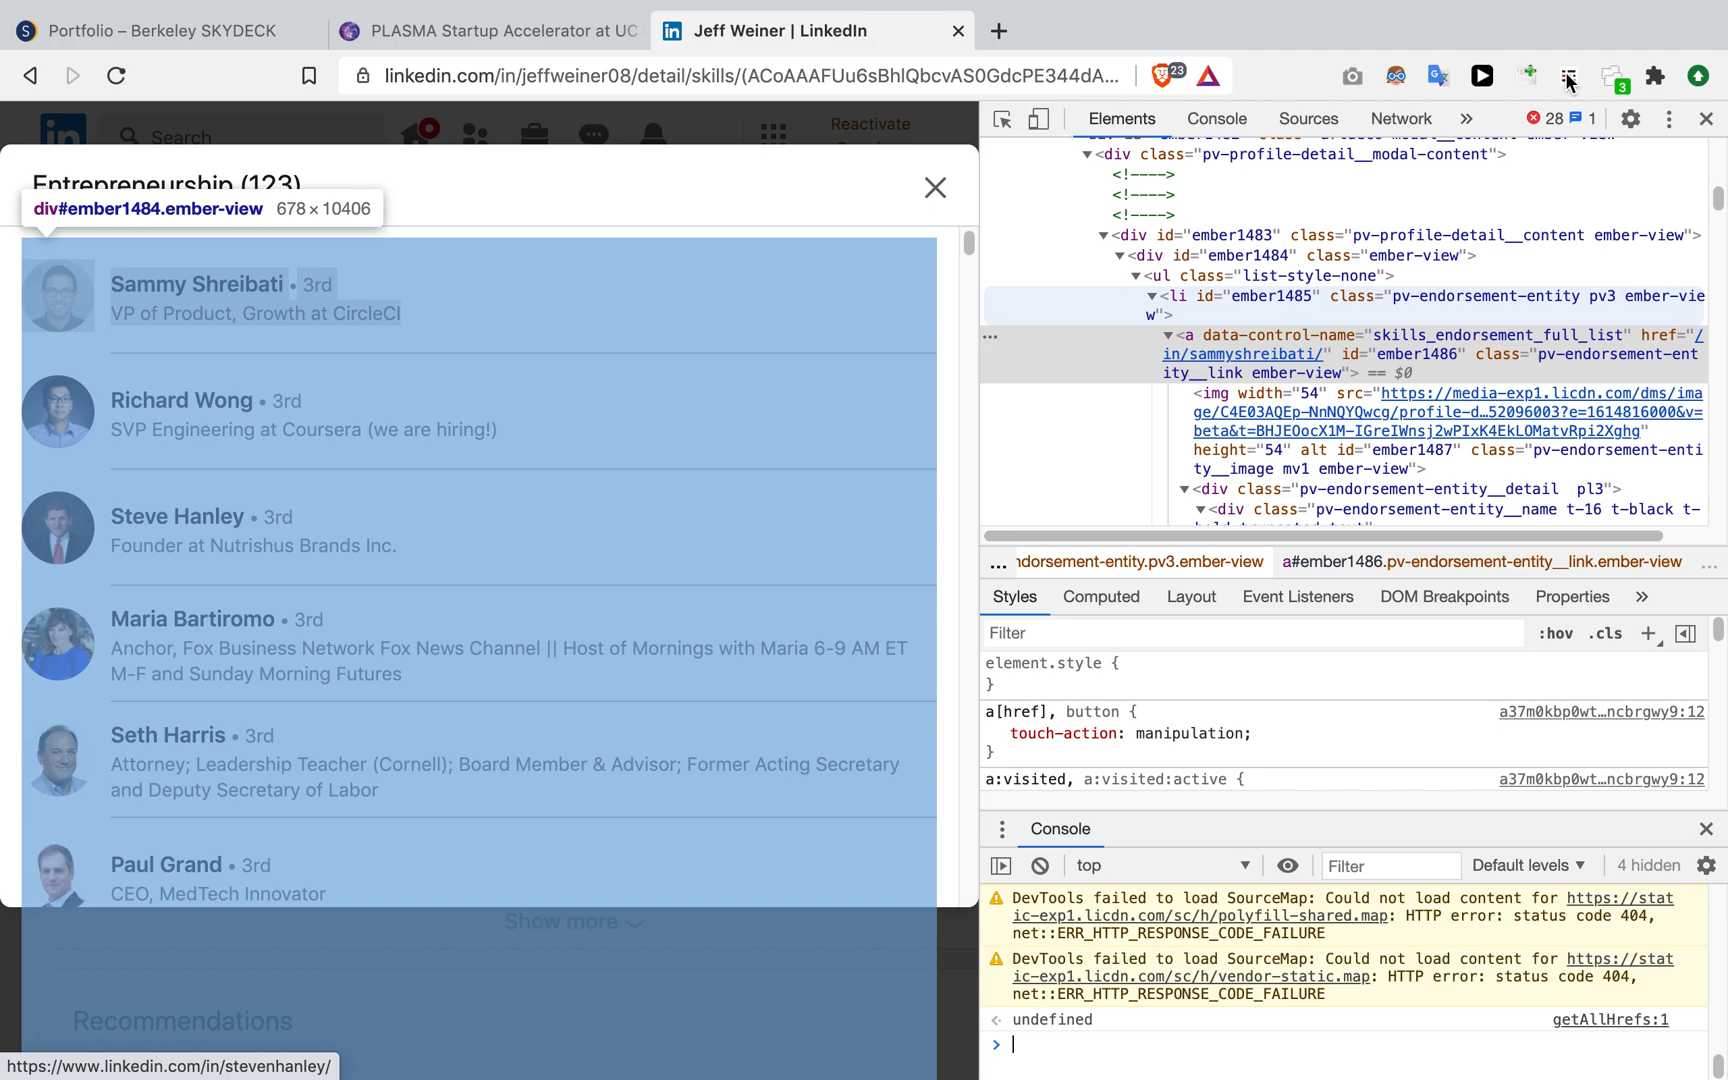 Portfolio – Berkeley SKYDECK
PLASMA Startup Accelerator at UC
Jeff Weiner | LinkedIn
linkedin.com/in/jeffweiner08/detail/skills/(ACoAAAFUu6sBhlQbcvAS0GdcPE344dA...
23
3
Search
Reactivate
Entrepreneurship (123)
div#ember1484.ember-view 678 × 10406
Sammy Shreibati • 3rd
VP of Product, Growth at CircleCI
Richard Wong • 3rd
SVP Engineering at Coursera (we are hiring!)
Steve Hanley • 3rd
Founder at Nutrishus Brands Inc.
Maria Bartiromo • 3rd
Anchor, Fox Business Network Fox News Channel || Host of Mornings with Maria 6-9 AM ET
M-F and Sunday Morning Futures
Seth Harris • 3rd
Attorney; Leadership Teacher (Cornell); Board Member & Advisor; Former Acting Secretary
and Deputy Secretary of Labor
Paul Grand • 3rd
CEO, MedTech Innovator
Show more
Recommendations
https://www.linkedin.com/in/stevenhanley/
Elements Console Sources Network » 28 1
<div class="pv-profile-detail__modal-content">
<!---->
<!---->
<!---->
<div id="ember1483" class="pv-profile-detail__content ember-view">
<div id="ember1484" class="ember-view">
<ul class="list-style-none">
<li id="ember1485" class="pv-endorsement-entity pv3 ember-vie
w">
<a data-control-name="skills_endorsement_full_list" href="/
in/sammyshreibati/" id="ember1486" class="pv-endorsement-ent
ity__link ember-view"> == $0
<img width="54" src="https://media-exp1.licdn.com/dms/ima
ge/C4E03AQEp-NnNQYQwcg/profile-d…52096003?e=1614816000&v=
beta&t=BHJEOocX1M-IGreIWnsj2wPIxK4EkLOMatvRpi2Xghg"
height="54" alt id="ember1487" class="pv-endorsement-enti
ty__image mv1 ember-view">
<div class="pv-endorsement-entity__detail pl3">
<div class="pv-endorsement-entity__name t-16 t-black t-
... ndorsement-entity.pv3.ember-view a#ember1486.pv-endorsement-entity__link.ember-view ...
Styles Computed Layout Event Listeners DOM Breakpoints Properties »
Filter :hov .cls +
element.style {
}
a[href], button { a37m0kbp0wt…ncbrgwy9:12
touch-action: manipulation;
}
a:visited, a:visited:active { a37m0kbp0wt…ncbrgwy9:12
Console
top Filter Default levels 4 hidden
DevTools failed to load SourceMap: Could not load content for https://stat
ic-exp1.licdn.com/sc/h/polyfill-shared.map: HTTP error: status code 404,
net::ERR_HTTP_RESPONSE_CODE_FAILURE
DevTools failed to load SourceMap: Could not load content for https://stat
ic-exp1.licdn.com/sc/h/vendor-static.map: HTTP error: status code 404,
net::ERR_HTTP_RESPONSE_CODE_FAILURE
undefined getAllHrefs:1
>